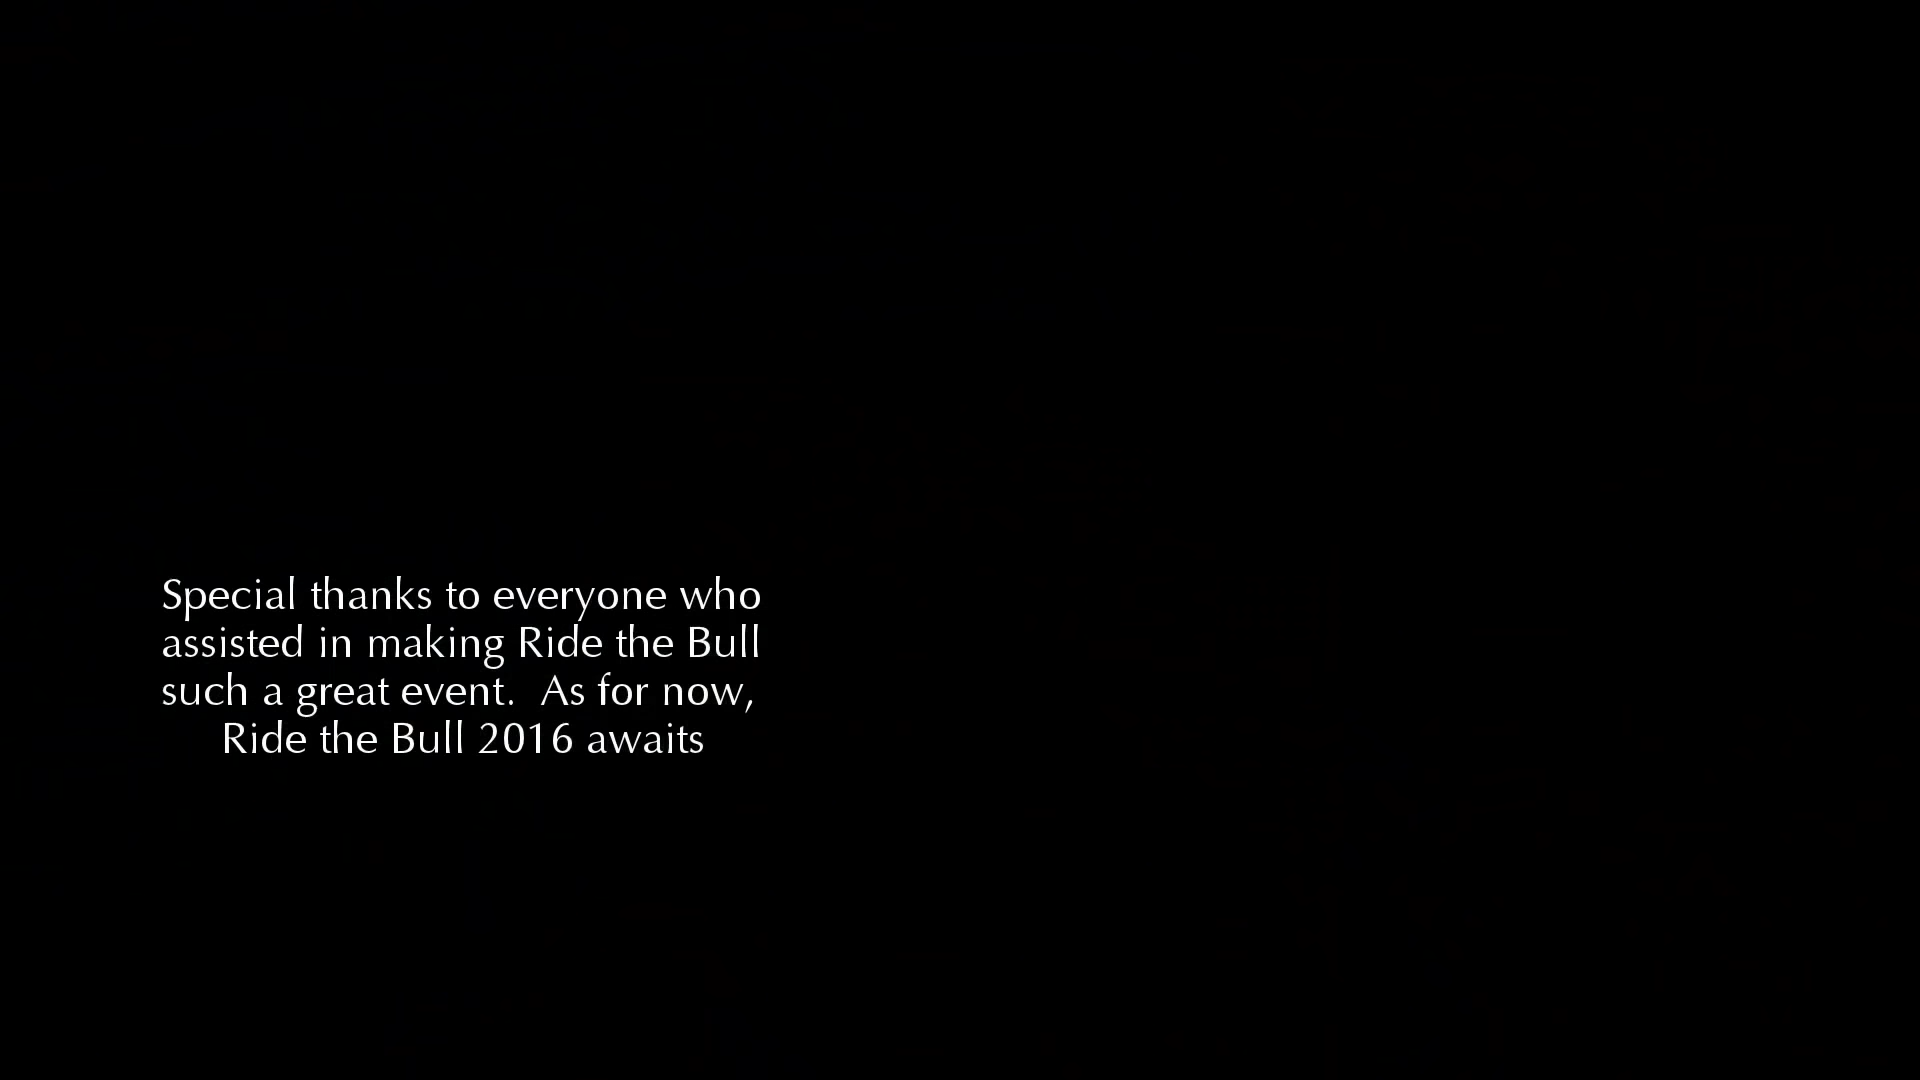 Special thanks to everyone who
assisted in making Ride the Bull
such a great event.  As for now,
Ride the Bull 2016 awaits